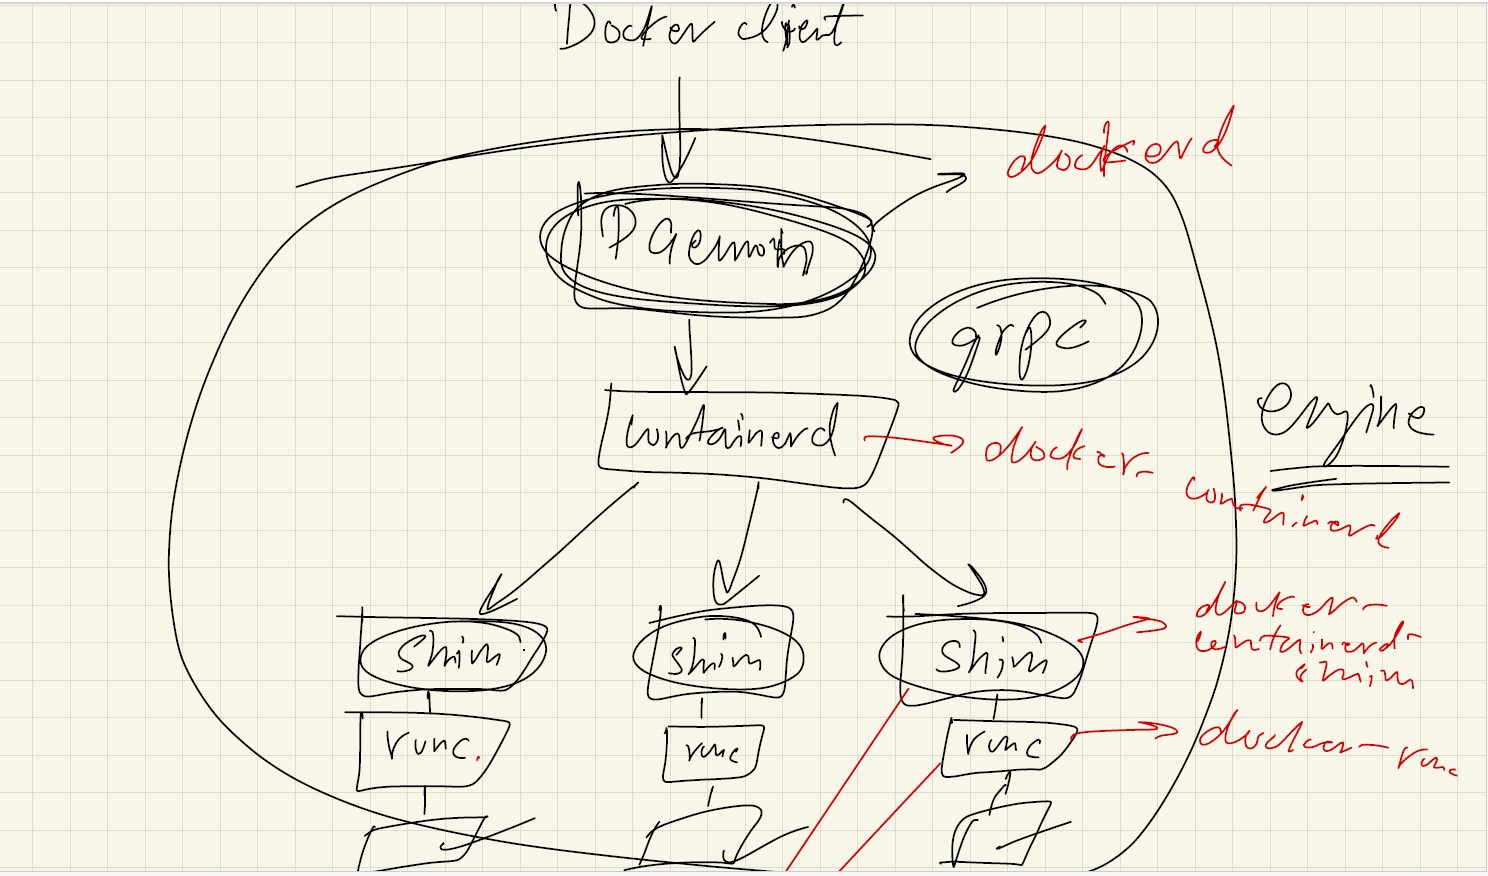 Docker client
dockerd
Daemon
grpc
containerd
docker-
containerd
engine
shim
shim
shim
docker-
containerd-
shim
runc.
runc
runc
docker-runc